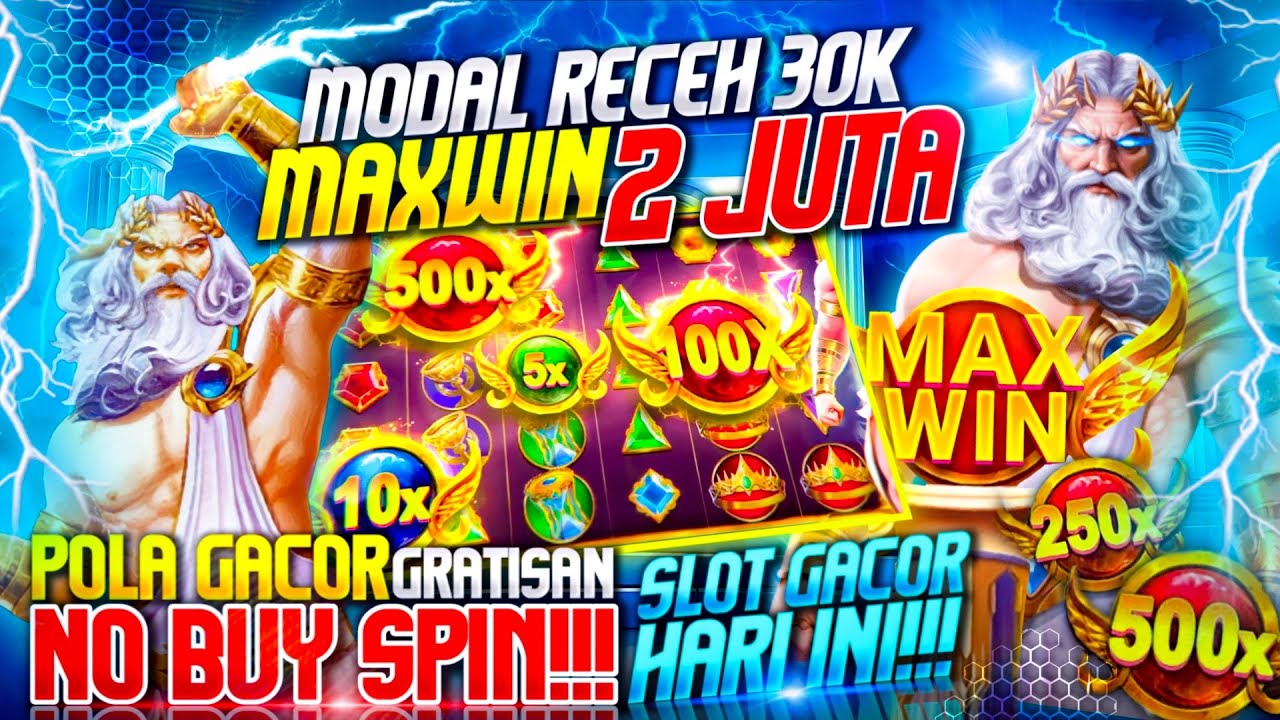 MODAL RECEH 30K
MAXWIN 2 JUTA
500x
100X
5x
10x
MAX
WIN
250x
500x
POLA GACOR GRATISAN
NO BUY SPIN!!!
SLOT GACOR
HARI INI!!!!